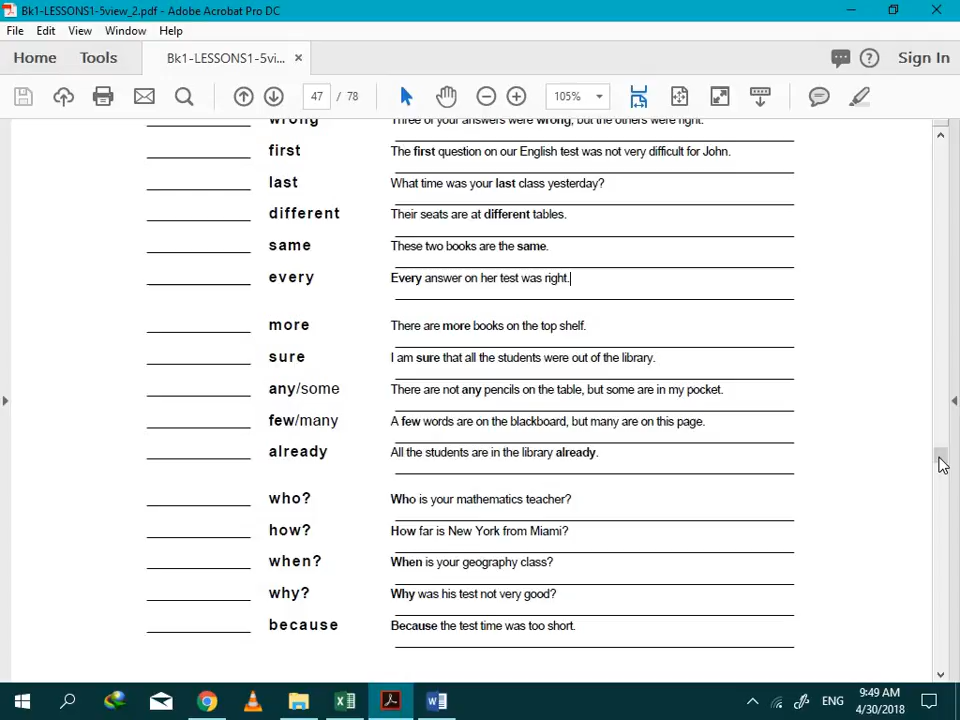 Bk1-LESSONS1-5view_2.pdf - Adobe Acrobat Pro DC
File Edit View Window Help
Home Tools Bk1-LESSONS1-5vi... × Sign In
47 / 78 105%
wrong Three of your answers were wrong, but the others were right.
first The first question on our English test was not very difficult for John.
last What time was your last class yesterday?
different Their seats are at different tables.
same These two books are the same.
every Every answer on her test was right.
more There are more books on the top shelf.
sure I am sure that all the students were out of the library.
any/some There are not any pencils on the table, but some are in my pocket.
few/many A few words are on the blackboard, but many are on this page.
already All the students are in the library already.
who? Who is your mathematics teacher?
how? How far is New York from Miami?
when? When is your geography class?
why? Why was his test not very good?
because Because the test time was too short.
ENG 9:49 AM
4/30/2018